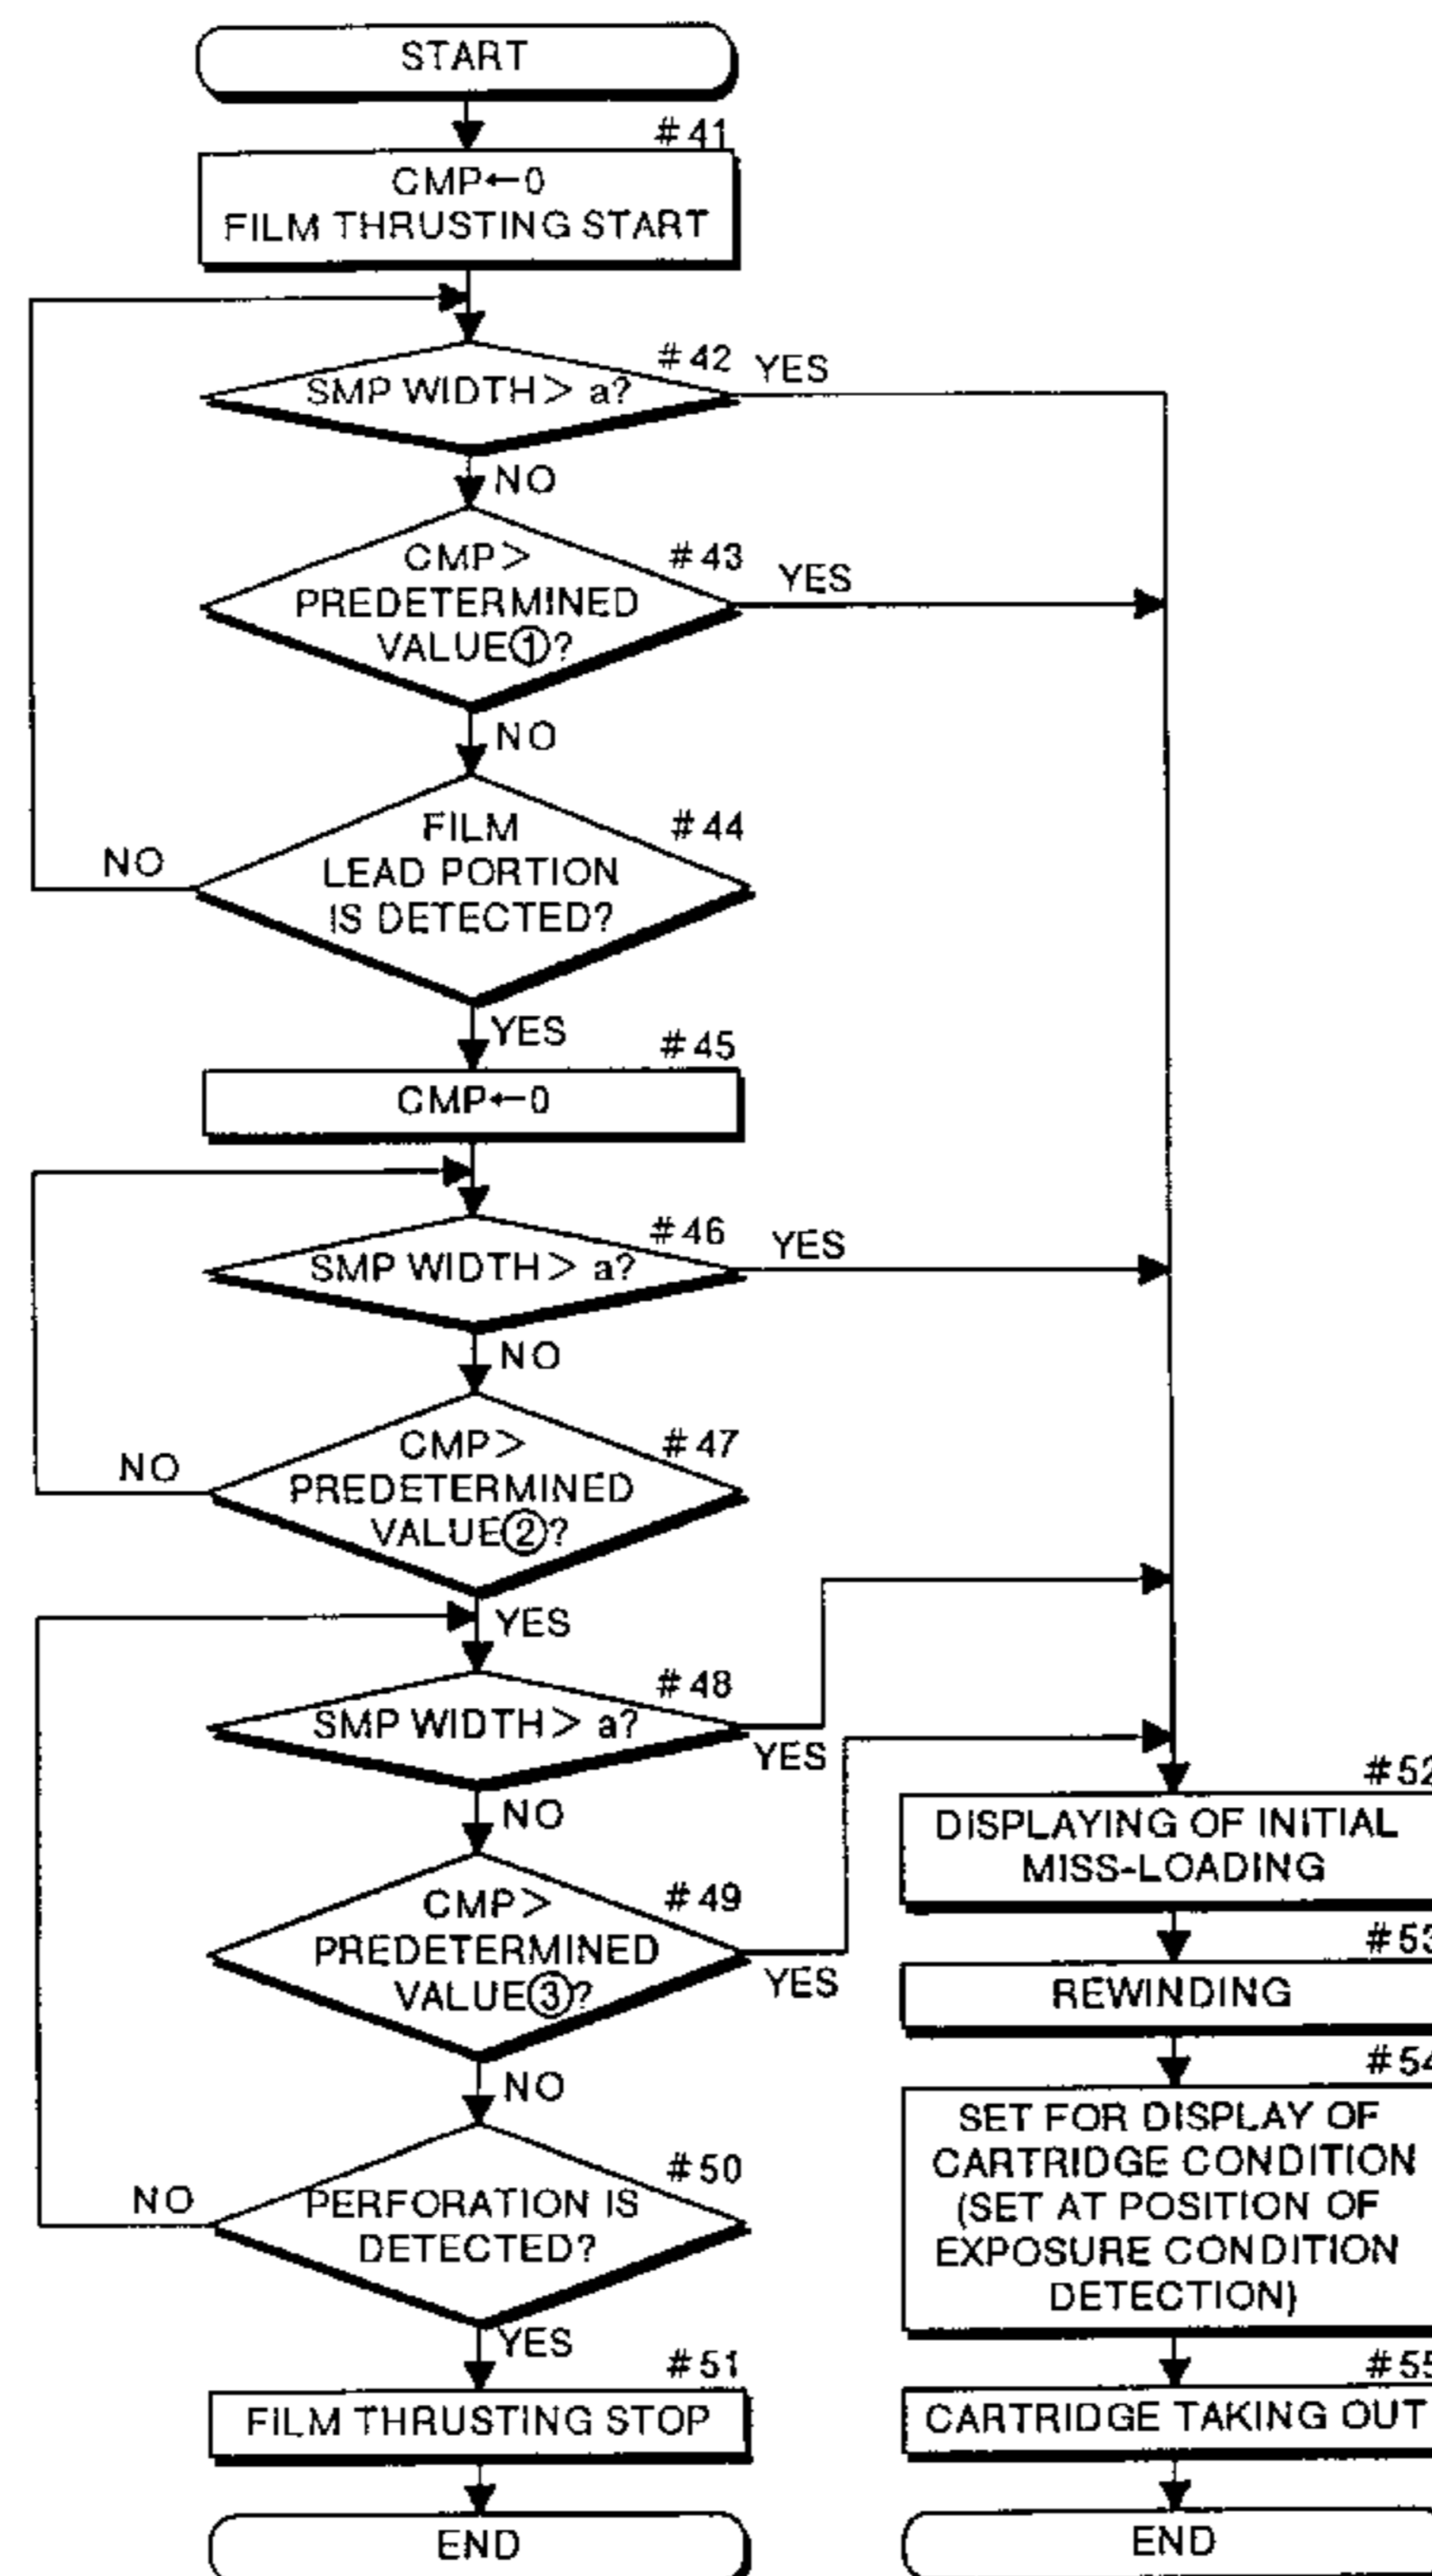 START
#41
CMP←0
FILM THRUSTING START
#42
YES
SMP WIDTH > a?
NO
#43
CMP>
PREDETERMINED
VALUE①?
YES
NO
#44
FILM
LEAD PORTION
IS DETECTED?
NO
YES
#45
CMP←0
#46
YES
SMP WIDTH > a?
NO
#47
CMP>
PREDETERMINED
VALUE②?
NO
YES
#48
SMP WIDTH > a?
YES
NO
#49
CMP>
PREDETERMINED
VALUE③?
YES
NO
#50
PERFORATION IS
DETECTED?
NO
YES
#51
FILM THRUSTING STOP
END
#52
DISPLAYING OF INITIAL
MISS-LOADING
#53
REWINDING
#54
SET FOR DISPLAY OF
CARTRIDGE CONDITION
(SET AT POSITION OF
EXPOSURE CONDITION
DETECTION)
#55
CARTRIDGE TAKING OUT
END